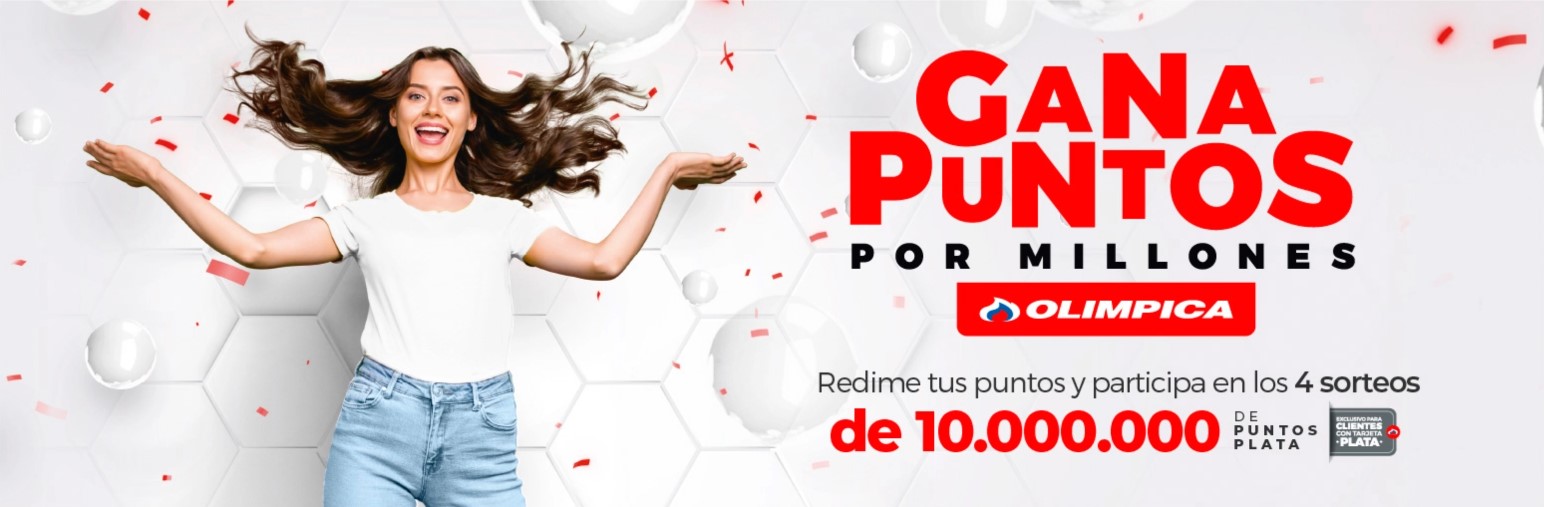 GANA
PUNTOS
POR MILLONES
OLIMPICA
Redime tus puntos y participa en los 4 sorteos
de 10.000.000
DE
PUNTOS
PLATA
EXCLUSIVO PARA
CLIENTES
CON TARJETA
• PLATA •